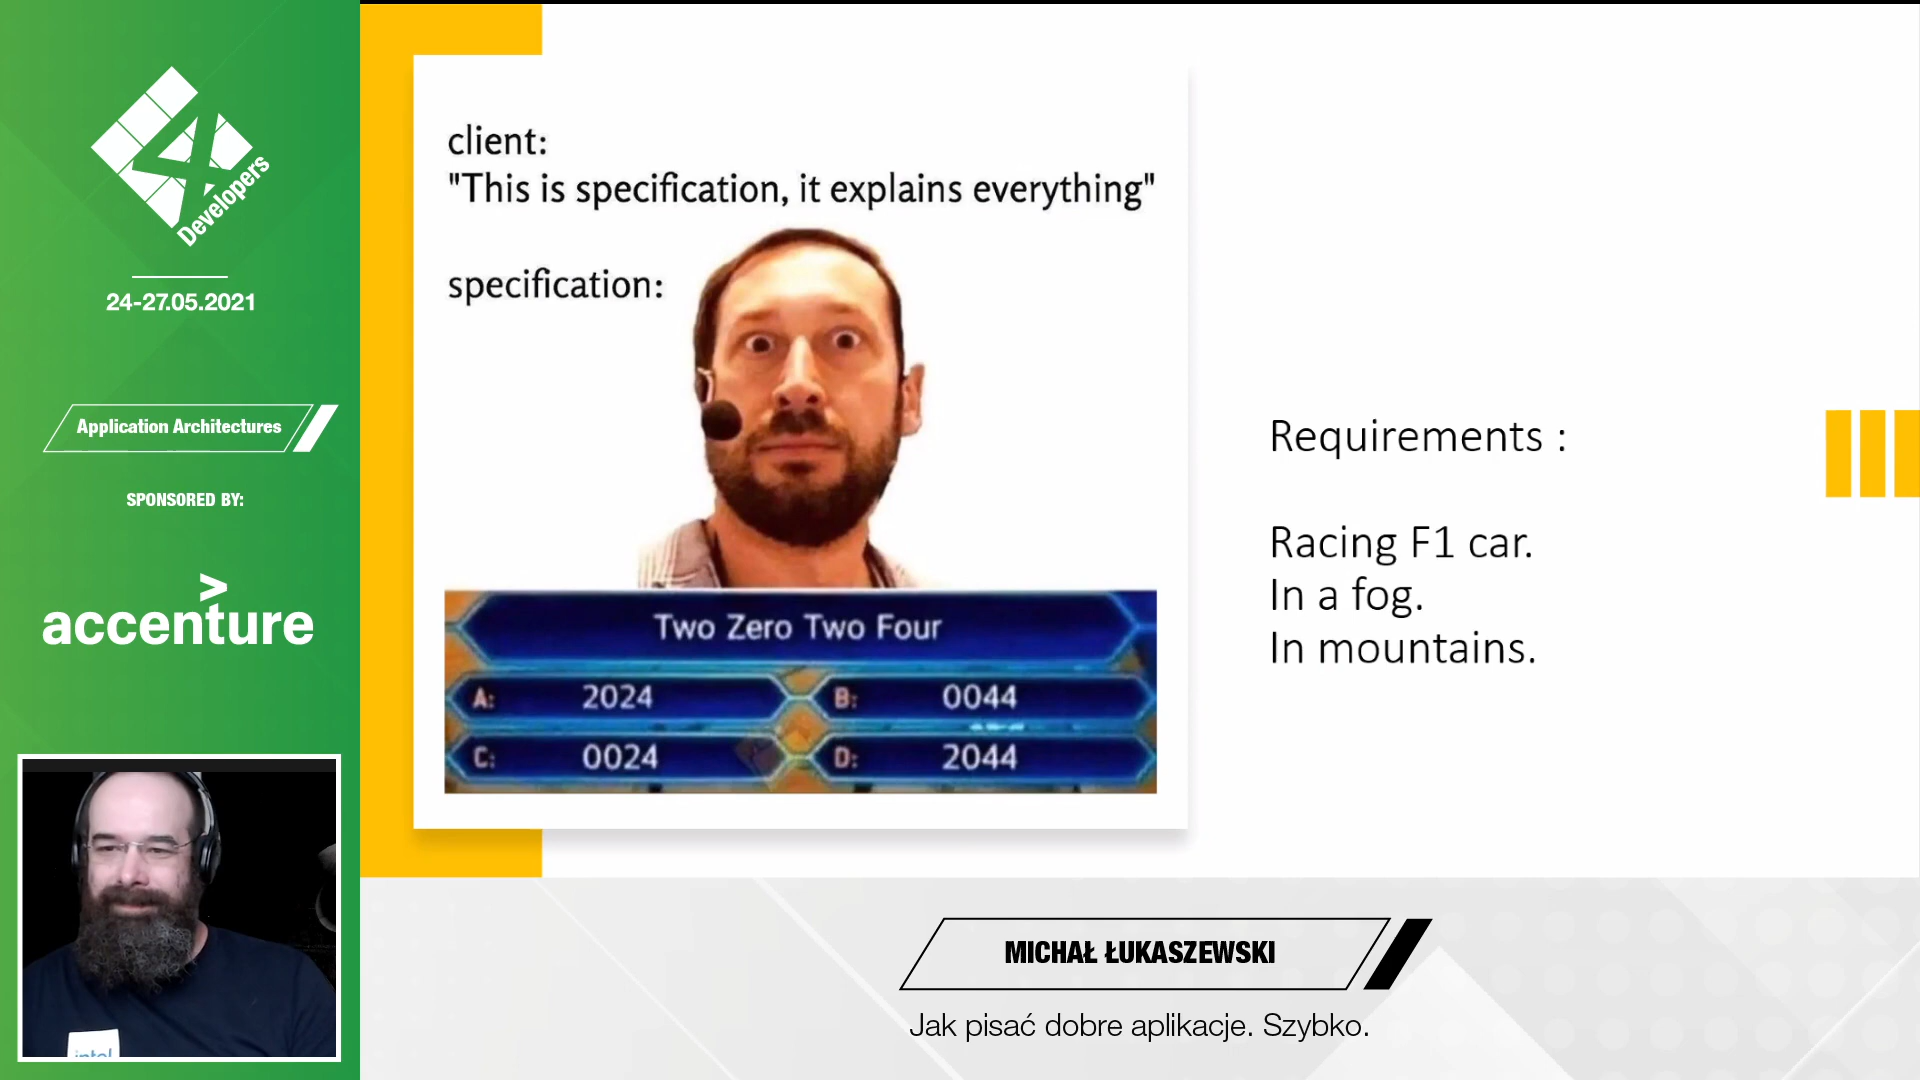 4
Developers
24-27.05.2021
Application Architectures
SPONSORED BY:
accenture
client:
"This is specification, it explains everything"
specification:
Two Zero Two Four
A: 2024
B: 0044
C: 0024
D: 2044
Requirements :
Racing F1 car.
In a fog.
In mountains.
MICHAŁ ŁUKASZEWSKI
Jak pisać dobre aplikacje. Szybko.
intel